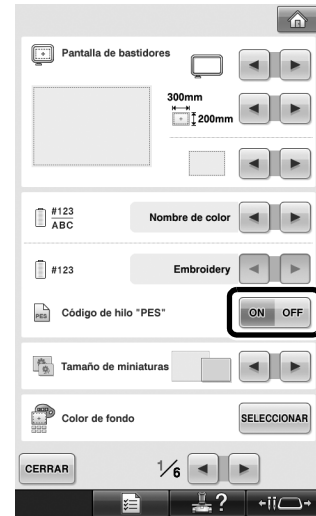 Pantalla de bastidores
300mm
200mm
#123
ABC
Nombre de color
#123
Embroidery
PES
Código de hilo "PES"
ON OFF
Tamaño de miniaturas
Color de fondo
SELECCIONAR
CERRAR
1/6
?